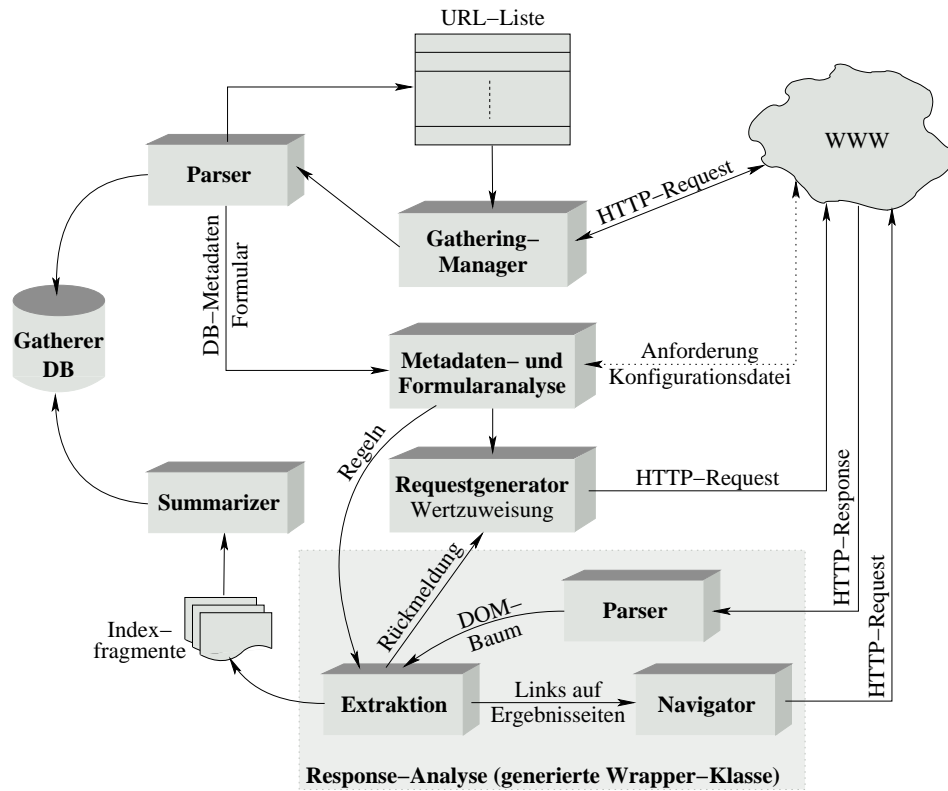 URL−Liste
WWW
Parser
HTTP−Request
Gathering−
Manager
DB−Metadaten
Formular
Gatherer
DB
Metadaten− und
Formularanalyse
Anforderung
Konfigurationsdatei
Regeln
Requestgenerator
Wertzuweisung
HTTP−Request
Summarizer
HTTP−Response
HTTP−Request
Rückmeldung
DOM−
Baum
Parser
Index−
fragmente
Extraktion
Links auf
Ergebnisseiten
Navigator
Response−Analyse (generierte Wrapper−Klasse)